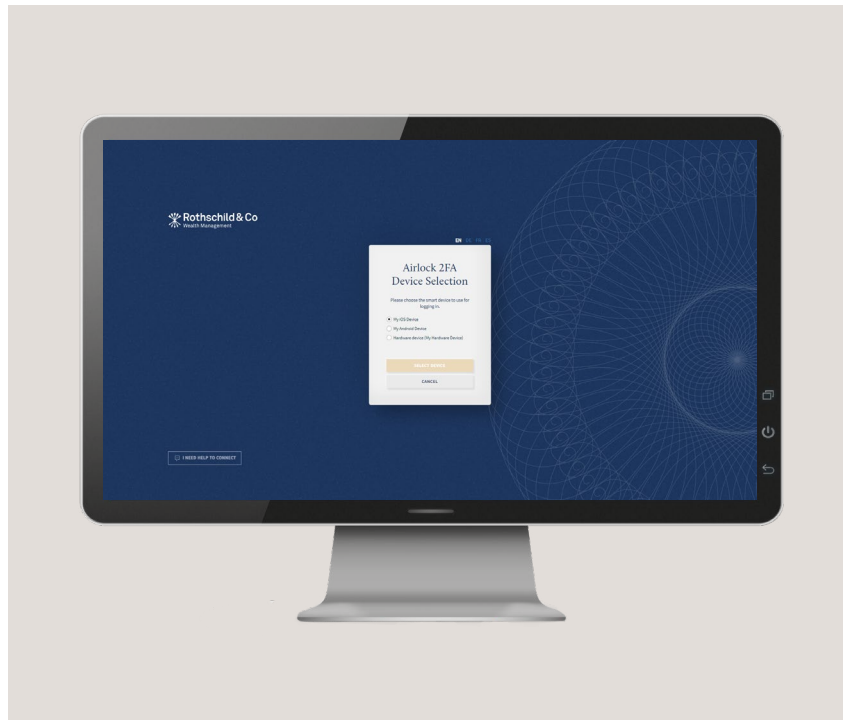 Rothschild & Co
Wealth Management
EN
Airlock 2FA
Device Selection
Please choose the smart device to use for
logging in.
My iOS Device
My Android Device
Hardware device (My Hardware Device)
SELECT DEVICE
CANCEL
I NEED HELP TO CONNECT